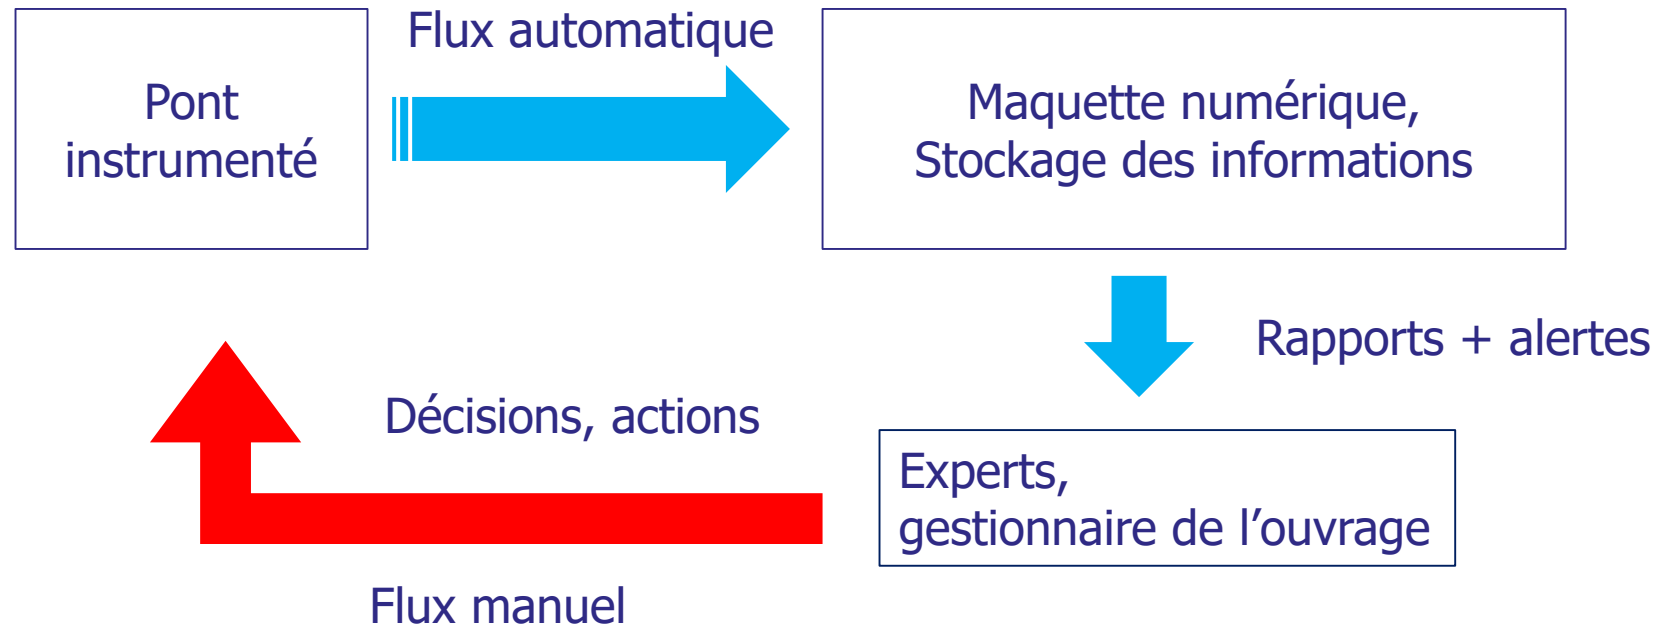 Flux automatique
Pont
instrumenté
Maquette numérique,
Stockage des informations
Rapports + alertes
Décisions, actions
Experts,
gestionnaire de l’ouvrage
Flux manuel